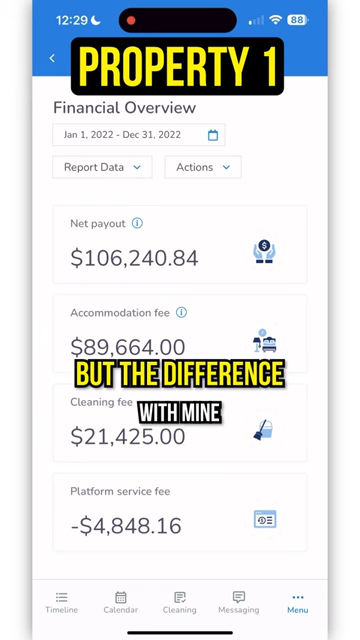 12:29
88
PROPERTY 1
Financial Overview
Jan 1, 2022 - Dec 31, 2022
Report Data
Actions
Net payout
$106,240.84
Accommodation fee
$89,664.00
BUT THE DIFFERENCE
WITH MINE
Cleaning fee
$21,425.00
Platform service fee
-$4,848.16
Timeline
Calendar
Cleaning
Messaging
Menu